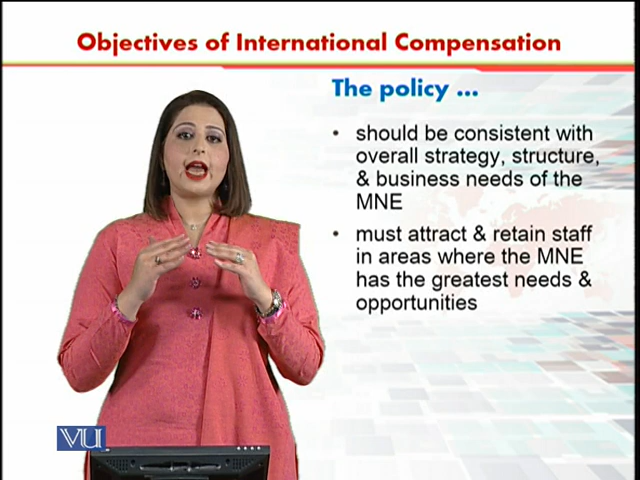 Objectives of International Compensation
The policy ...
• should be consistent with
overall strategy, structure,
& business needs of the
MNE
• must attract & retain staff
in areas where the MNE
has the greatest needs &
opportunities
VU